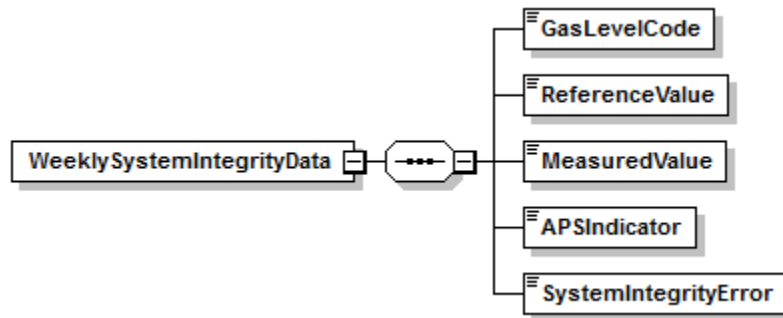 GasLevelCode
ReferenceValue
WeeklySystemIntegrityData
MeasuredValue
APSIndicator
SystemIntegrityError